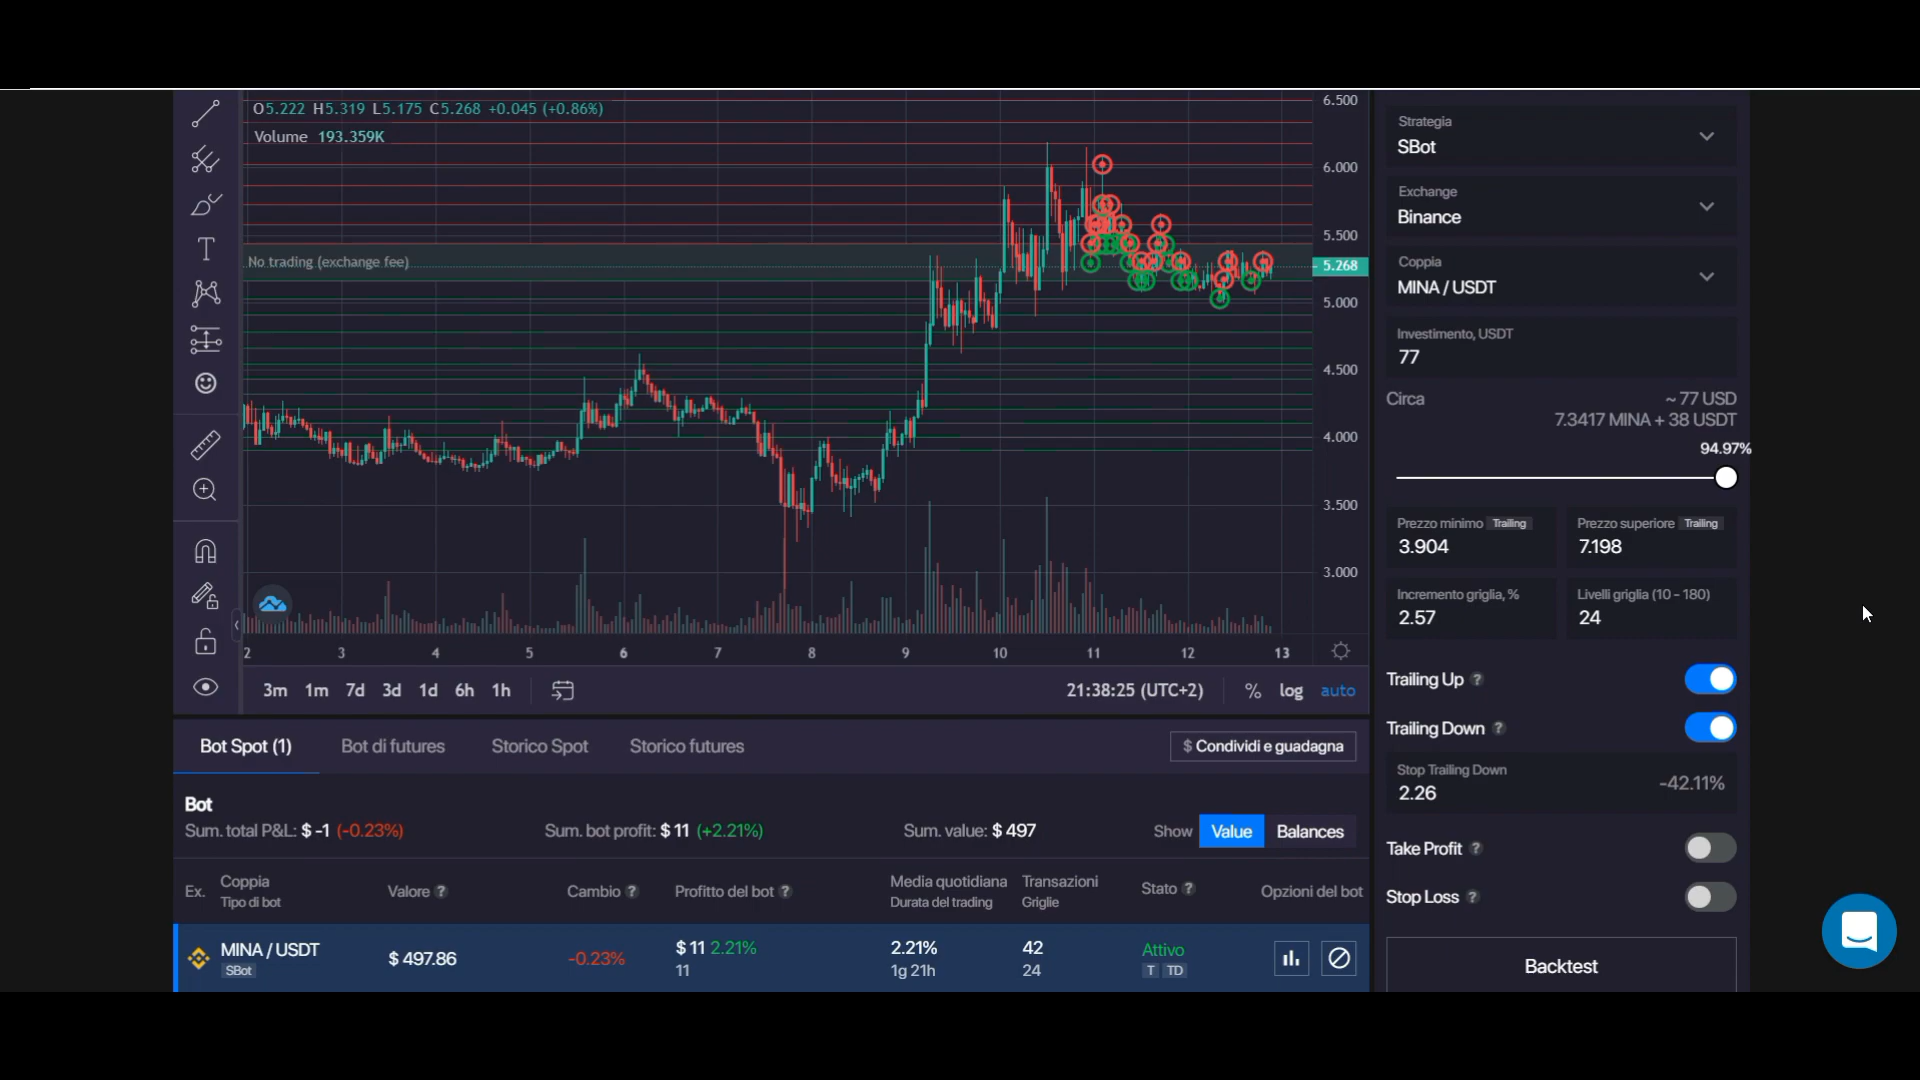 O5.222 H5.319 L5.175 C5.268 +0.045 (+0.86%)
Volume 193.359K
No trading (exchange fee)
6.500
6.000
5.500
5.268
5.000
4.500
4.000
3.500
3.000
2 3 4 5 6 7 8 9 10 11 12 13
3m 1m 7d 3d 1d 6h 1h
21:38:25 (UTC+2) % log auto
Strategia
SBot
Exchange
Binance
Coppia
MINA / USDT
Investimento, USDT
77
Circa ~ 77 USD
7.3417 MINA + 38 USDT
94.97%
Prezzo minimo Trailing
3.904
Prezzo superiore Trailing
7.198
Incremento griglia, %
2.57
Livelli griglia (10 - 180)
24
Trailing Up ?
Trailing Down ?
Stop Trailing Down
2.26
-42.11%
Take Profit ?
Stop Loss ?
Backtest
Bot Spot (1) Bot di futures Storico Spot Storico futures
$ Condividi e guadagna
Bot
Sum. total P&L: $ -1 (-0.23%) Sum. bot profit: $ 11 (+2.21%) Sum. value: $ 497 Show Value Balances
Ex.
Coppia
Tipo di bot
Valore ?
Cambio ?
Profitto del bot ?
Media quotidiana
Durata del trading
Transazioni
Griglie
Stato ?
Opzioni del bot
MINA / USDT
SBot
$ 497.86
-0.23%
$ 11 2.21%
11
2.21%
1g 21h
42
24
Attivo
T TD